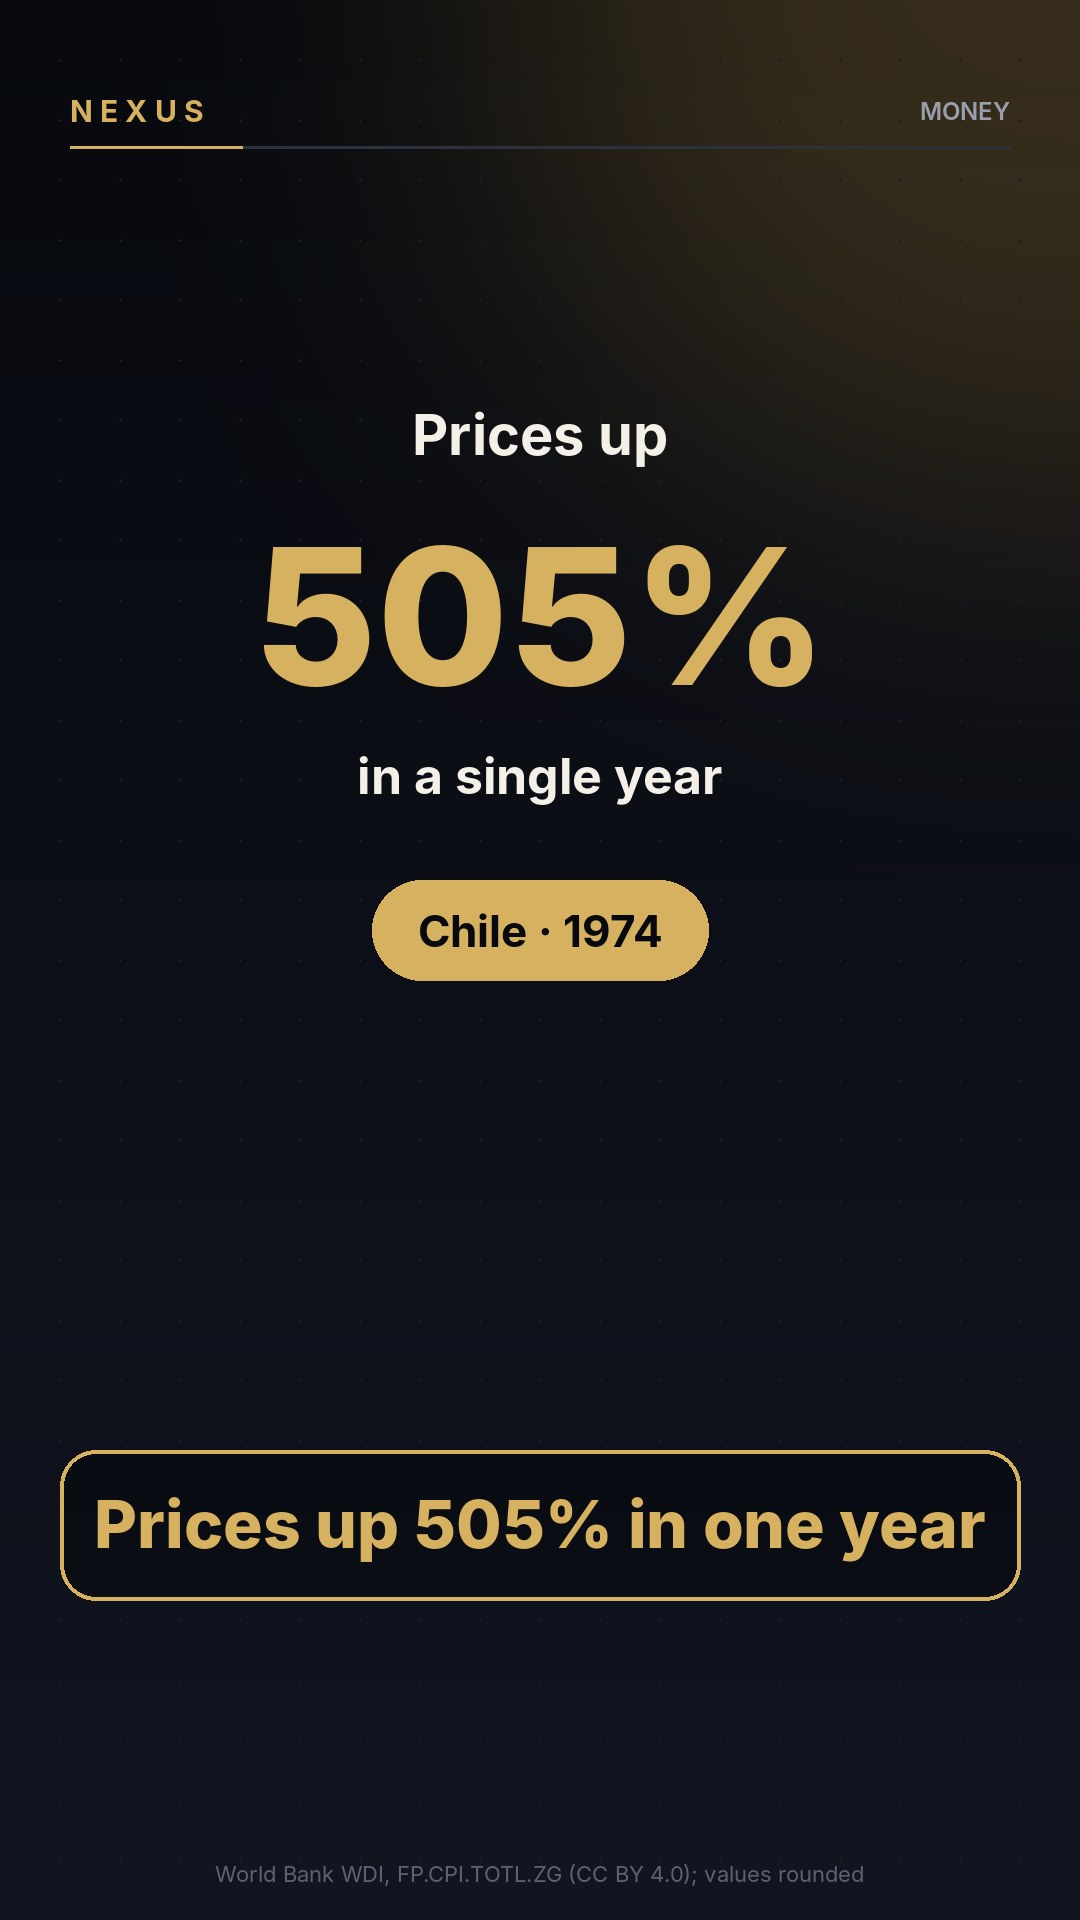 NEXUS
MONEY
Prices up
505%
in a single year
Chile · 1974
Prices up 505% in one year
World Bank WDI, FP.CPI.TOTL.ZG (CC BY 4.0); values rounded